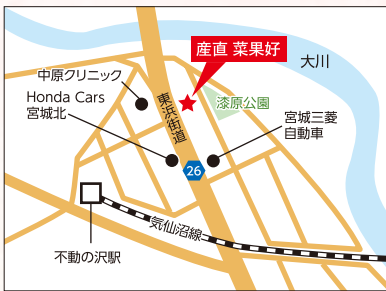 産直 菜果好
大川
中原クリニック
東浜街道
漆原公園
Honda Cars
宮城北
宮城三菱
自動車
26
気仙沼線
不動の沢駅